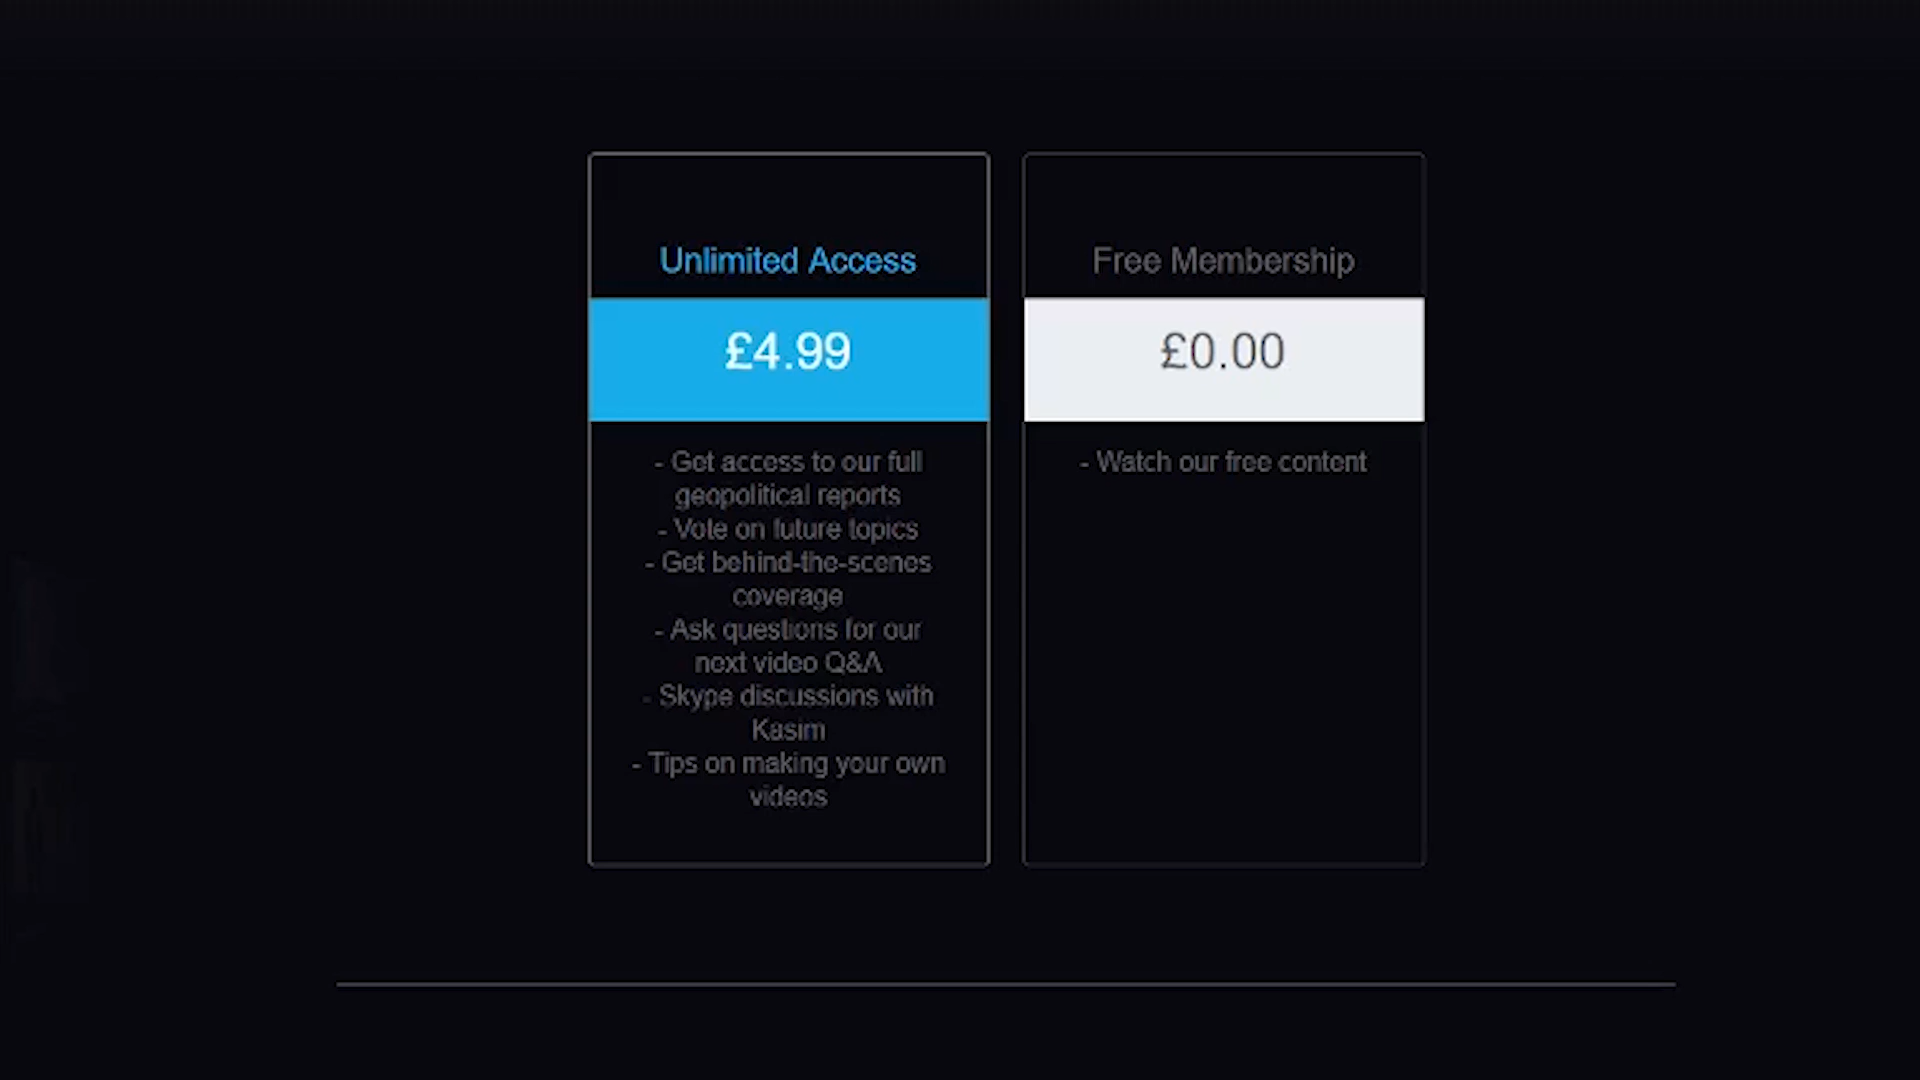 Unlimited Access
£4.99
- Get access to our full
geopolitical reports
- Vote on future topics
- Get behind-the-scenes
coverage
- Ask questions for our
next video Q&A
- Skype discussions with
Kasim
- Tips on making your own
videos
Free Membership
£0.00
- Watch our free content